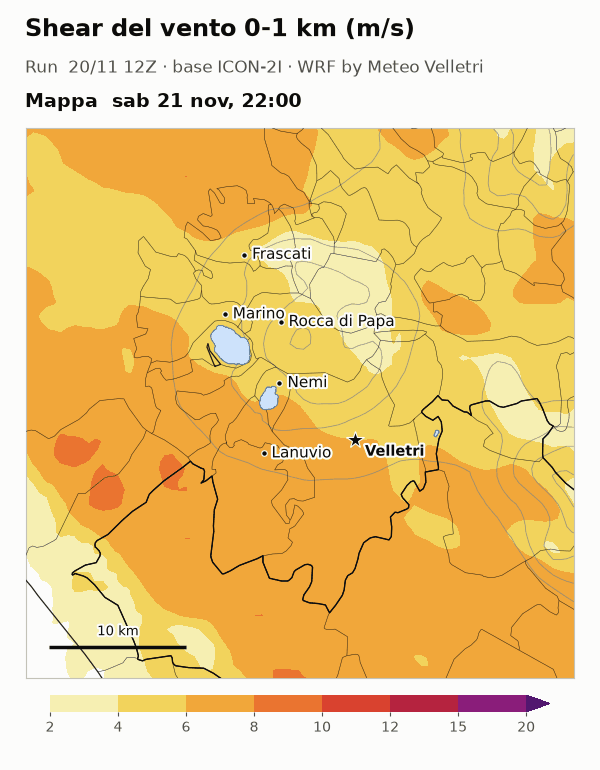 Shear del vento 0-1 km (m/s)
Run  20/11 12Z · base ICON-2I · WRF by Meteo Velletri
Mappa  sab 21 nov, 22:00
Frascati
Marino
Rocca di Papa
Nemi
Velletri
Lanuvio
10 km
2 4 6 8 10 12 15 20